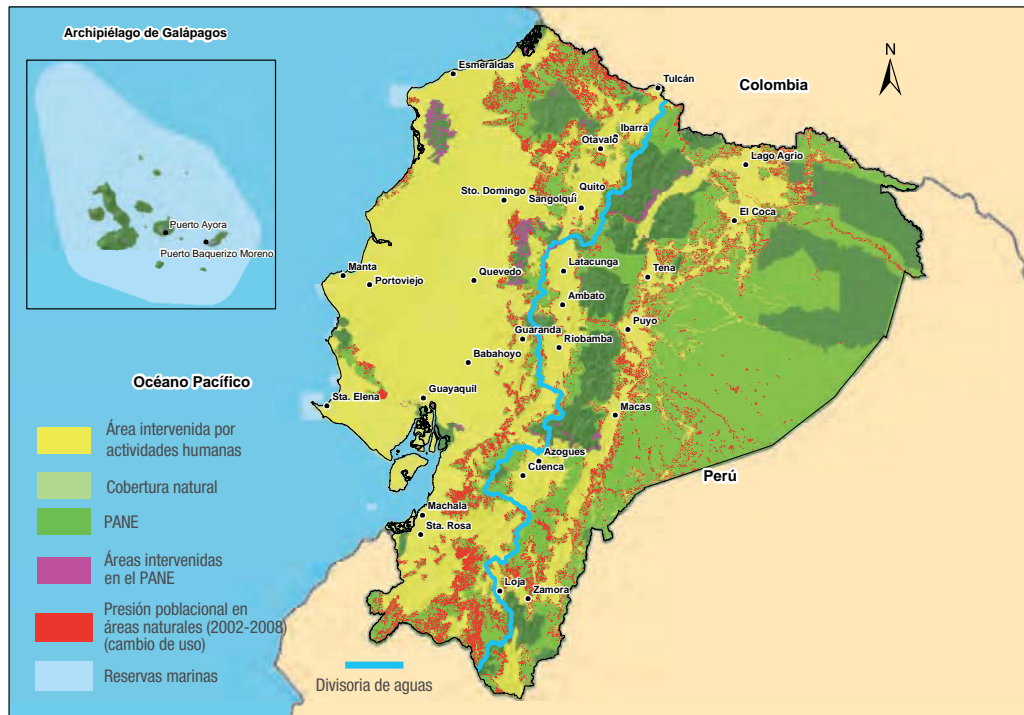 Archipiélago de Galápagos
Puerto Ayora
Puerto Baquerizo Moreno
N
Colombia
Perú
Océano Pacífico
Esmeraldas
Tulcán
Ibarra
Otavalo
Lago Agrio
Sto. Domingo
Quito
Sangolquí
El Coca
Manta
Portoviejo
Quevedo
Latacunga
Tena
Ambato
Guaranda
Puyo
Riobamba
Babahoyo
Sta. Elena
Guayaquil
Macas
Azogues
Cuenca
Machala
Sta. Rosa
Loja
Zamora
Área intervenida por
actividades humanas
Cobertura natural
PANE
Áreas intervenidas
en el PANE
Presión poblacional en
áreas naturales (2002-2008)
(cambio de uso)
Reservas marinas
Divisoria de aguas